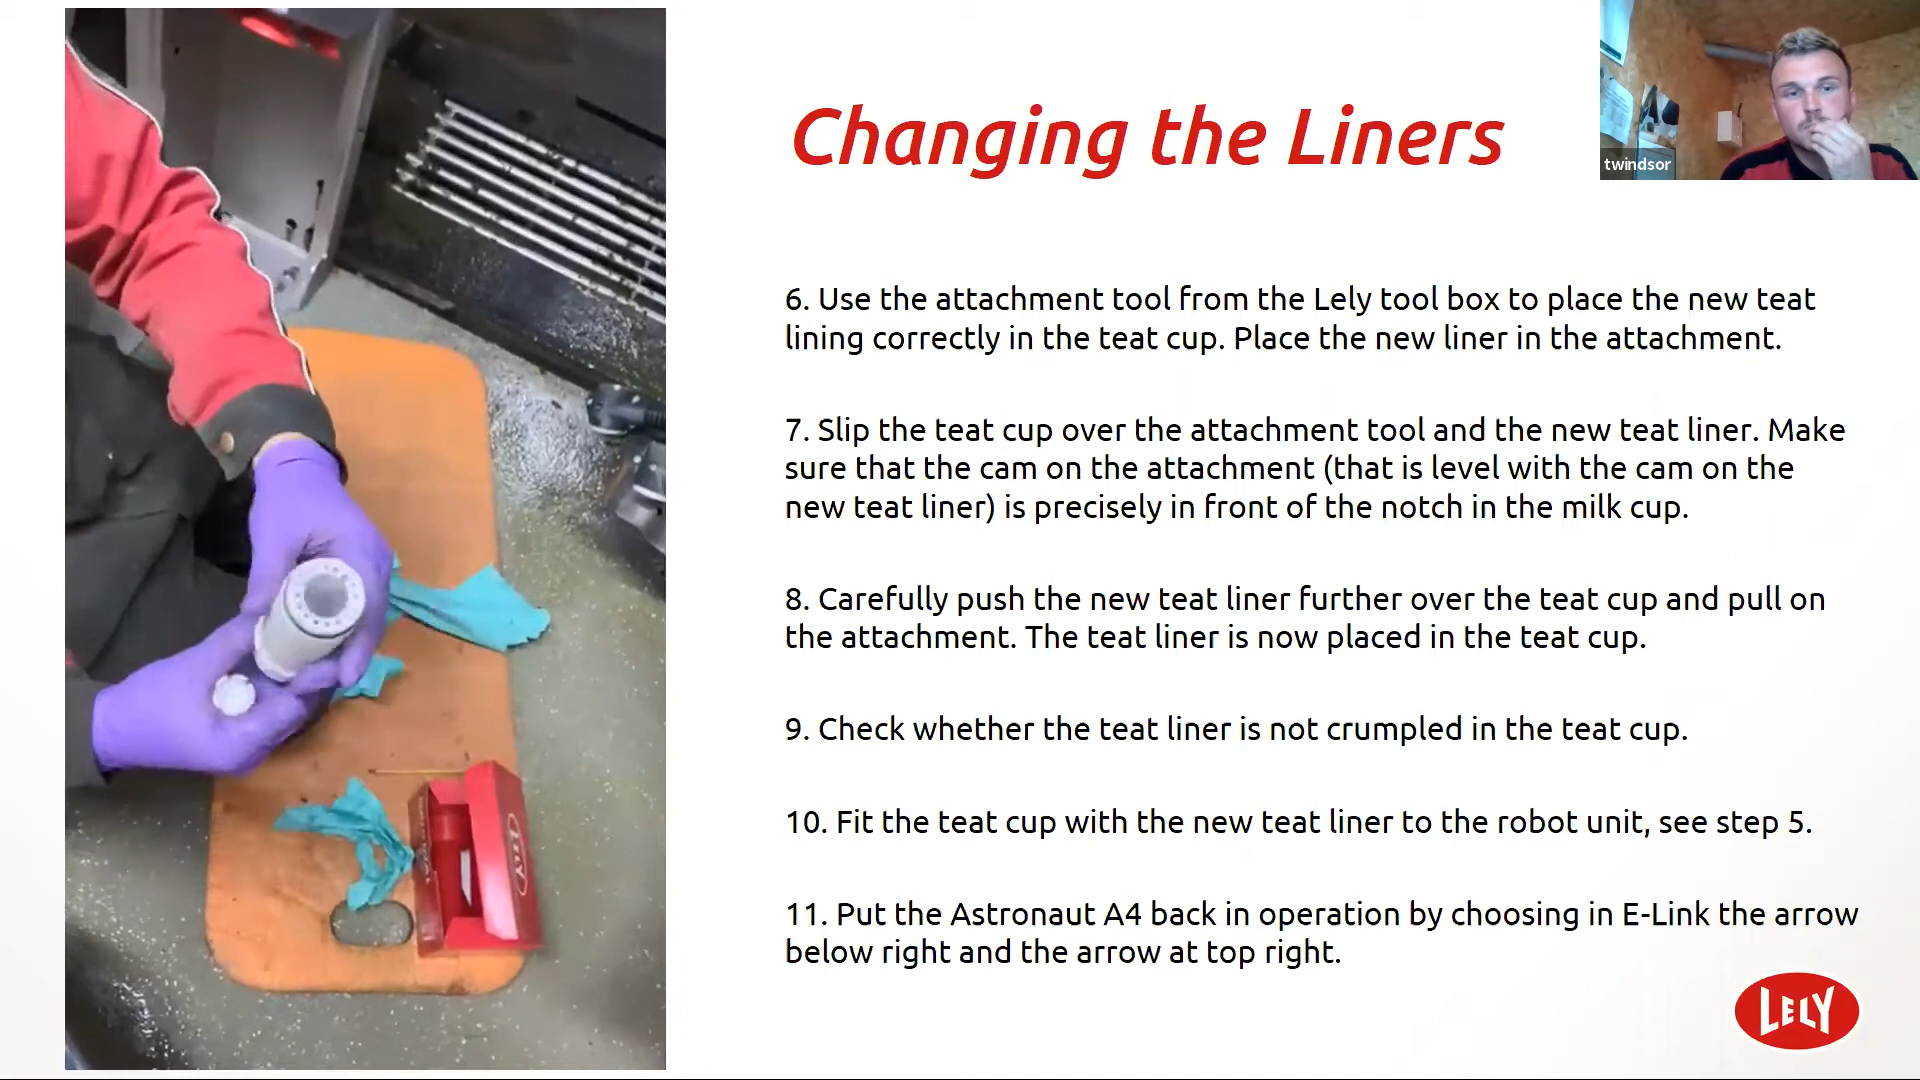 Changing the Liners
twindsor
6. Use the attachment tool from the Lely tool box to place the new teat
lining correctly in the teat cup. Place the new liner in the attachment.
7. Slip the teat cup over the attachment tool and the new teat liner. Make
sure that the cam on the attachment (that is level with the cam on the
new teat liner) is precisely in front of the notch in the milk cup.
8. Carefully push the new teat liner further over the teat cup and pull on
the attachment. The teat liner is now placed in the teat cup.
9. Check whether the teat liner is not crumpled in the teat cup.
10. Fit the teat cup with the new teat liner to the robot unit, see step 5.
11. Put the Astronaut A4 back in operation by choosing in E-Link the arrow
below right and the arrow at top right.
LELY
LELY